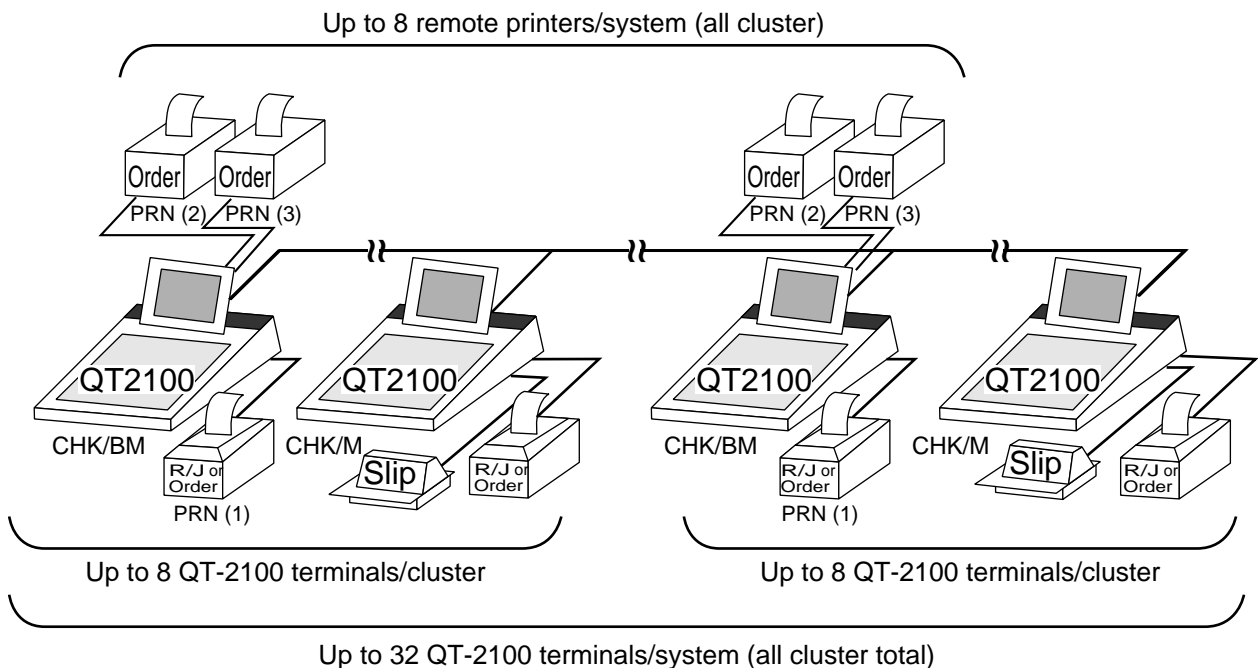 Up to 8 remote printers/system (all cluster)
Order Order Order Order
PRN (2) PRN (3) PRN (2) PRN (3)
QT2100 QT2100 QT2100 QT2100
CHK/BM CHK/M CHK/BM CHK/M
R/J or Order Slip R/J or Order R/J or Order Slip R/J or Order
PRN (1) PRN (1)
Up to 8 QT-2100 terminals/cluster Up to 8 QT-2100 terminals/cluster
Up to 32 QT-2100 terminals/system (all cluster total)